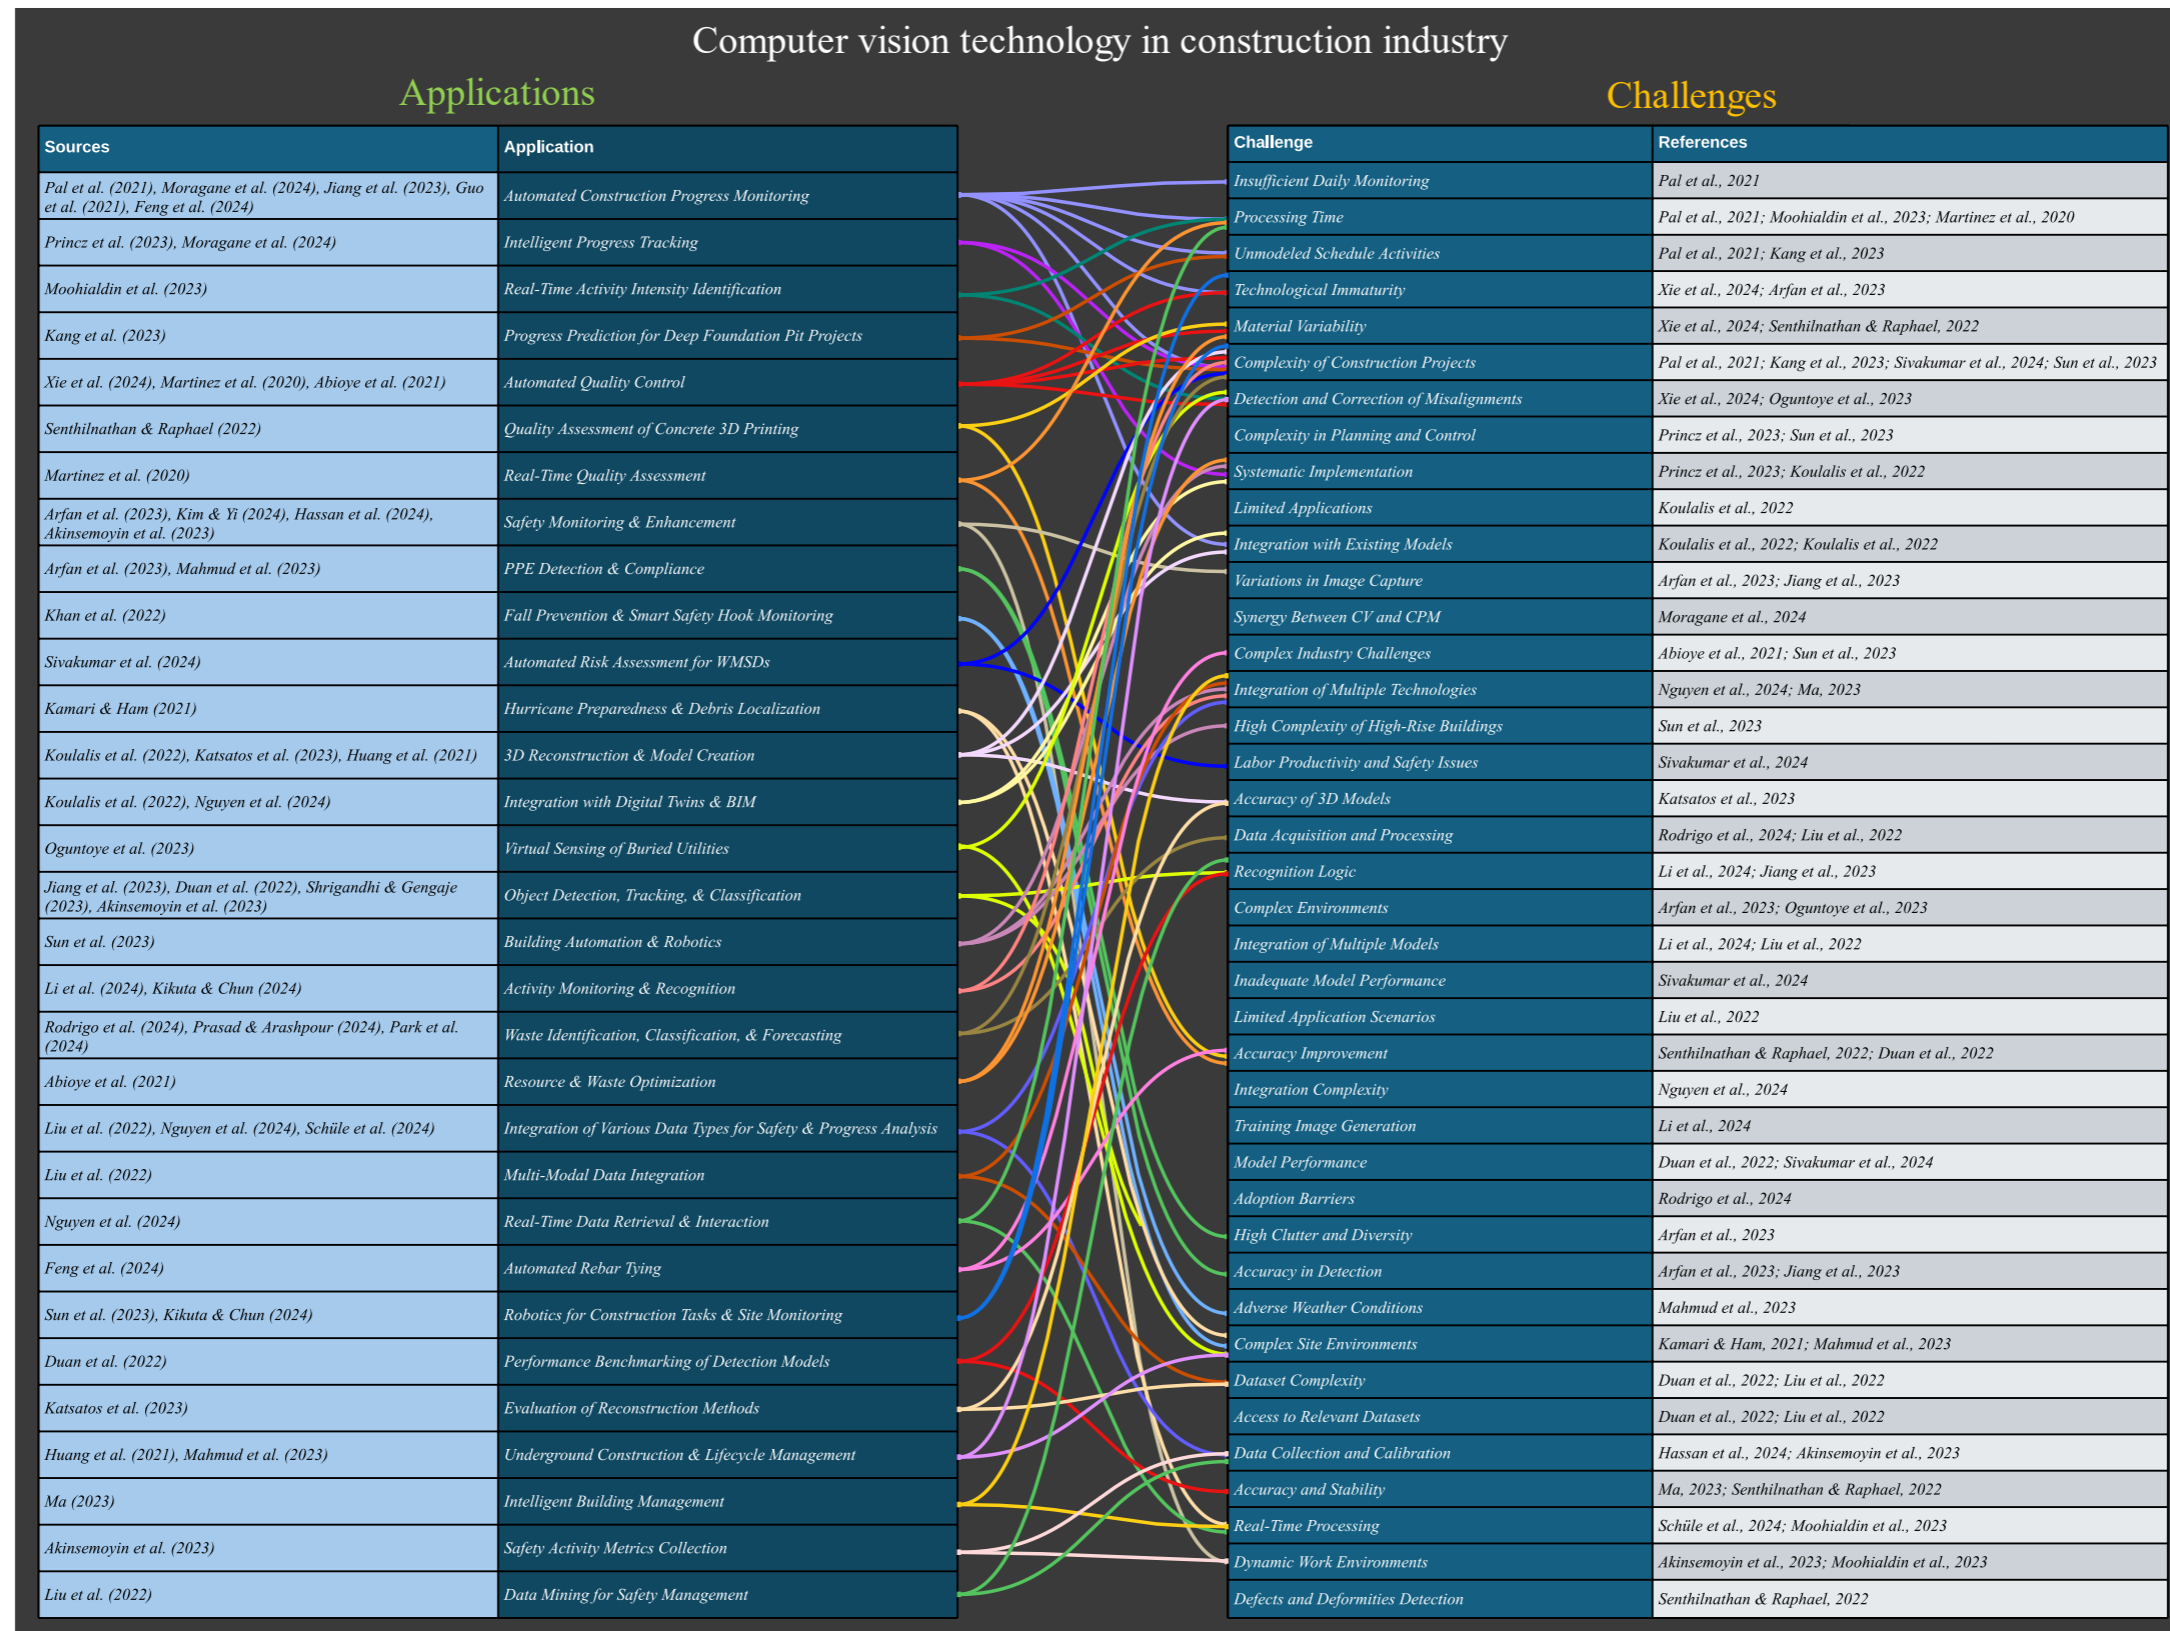 Computer vision technology in construction industry
Applications
Challenges
Sources
Application
Pal et al. (2021), Moragane et al. (2024), Jiang et al. (2023), Guo
et al. (2021), Feng et al. (2024)
Automated Construction Progress Monitoring
Princz et al. (2023), Moragane et al. (2024)
Intelligent Progress Tracking
Moohialdin et al. (2023)
Real-Time Activity Intensity Identification
Kang et al. (2023)
Progress Prediction for Deep Foundation Pit Projects
Xie et al. (2024), Martinez et al. (2020), Abioye et al. (2021)
Automated Quality Control
Senthilnathan & Raphael (2022)
Quality Assessment of Concrete 3D Printing
Martinez et al. (2020)
Real-Time Quality Assessment
Arfan et al. (2023), Kim & Yi (2024), Hassan et al. (2024),
Akinsemoyin et al. (2023)
Safety Monitoring & Enhancement
Arfan et al. (2023), Mahmud et al. (2023)
PPE Detection & Compliance
Khan et al. (2022)
Fall Prevention & Smart Safety Hook Monitoring
Sivakumar et al. (2024)
Automated Risk Assessment for WMSDs
Kamari & Ham (2021)
Hurricane Preparedness & Debris Localization
Koulalis et al. (2022), Katsatos et al. (2023), Huang et al. (2021)
3D Reconstruction & Model Creation
Koulalis et al. (2022), Nguyen et al. (2024)
Integration with Digital Twins & BIM
Oguntoye et al. (2023)
Virtual Sensing of Buried Utilities
Jiang et al. (2023), Duan et al. (2022), Shrigandhi & Gengaje
(2023), Akinsemoyin et al. (2023)
Object Detection, Tracking, & Classification
Sun et al. (2023)
Building Automation & Robotics
Li et al. (2024), Kikuta & Chun (2024)
Activity Monitoring & Recognition
Rodrigo et al. (2024), Prasad & Arashpour (2024), Park et al.
(2024)
Waste Identification, Classification, & Forecasting
Abioye et al. (2021)
Resource & Waste Optimization
Liu et al. (2022), Nguyen et al. (2024), Schüle et al. (2024)
Integration of Various Data Types for Safety & Progress Analysis
Liu et al. (2022)
Multi-Modal Data Integration
Nguyen et al. (2024)
Real-Time Data Retrieval & Interaction
Feng et al. (2024)
Automated Rebar Tying
Sun et al. (2023), Kikuta & Chun (2024)
Robotics for Construction Tasks & Site Monitoring
Duan et al. (2022)
Performance Benchmarking of Detection Models
Katsatos et al. (2023)
Evaluation of Reconstruction Methods
Huang et al. (2021), Mahmud et al. (2023)
Underground Construction & Lifecycle Management
Ma (2023)
Intelligent Building Management
Akinsemoyin et al. (2023)
Safety Activity Metrics Collection
Liu et al. (2022)
Data Mining for Safety Management
Challenge
References
Insufficient Daily Monitoring
Pal et al., 2021
Processing Time
Pal et al., 2021; Moohialdin et al., 2023; Martinez et al., 2020
Unmodeled Schedule Activities
Pal et al., 2021; Kang et al., 2023
Technological Immaturity
Xie et al., 2024; Arfan et al., 2023
Material Variability
Xie et al., 2024; Senthilnathan & Raphael, 2022
Complexity of Construction Projects
Pal et al., 2021; Kang et al., 2023; Sivakumar et al., 2024; Sun et al., 2023
Detection and Correction of Misalignments
Xie et al., 2024; Oguntoye et al., 2023
Complexity in Planning and Control
Princz et al., 2023; Sun et al., 2023
Systematic Implementation
Princz et al., 2023; Koulalis et al., 2022
Limited Applications
Koulalis et al., 2022
Integration with Existing Models
Koulalis et al., 2022; Koulalis et al., 2022
Variations in Image Capture
Arfan et al., 2023; Jiang et al., 2023
Synergy Between CV and CPM
Moragane et al., 2024
Complex Industry Challenges
Abioye et al., 2021; Sun et al., 2023
Integration of Multiple Technologies
Nguyen et al., 2024; Ma, 2023
High Complexity of High-Rise Buildings
Sun et al., 2023
Labor Productivity and Safety Issues
Sivakumar et al., 2024
Accuracy of 3D Models
Katsatos et al., 2023
Data Acquisition and Processing
Rodrigo et al., 2024; Liu et al., 2022
Recognition Logic
Li et al., 2024; Jiang et al., 2023
Complex Environments
Arfan et al., 2023; Oguntoye et al., 2023
Integration of Multiple Models
Li et al., 2024; Liu et al., 2022
Inadequate Model Performance
Sivakumar et al., 2024
Limited Application Scenarios
Liu et al., 2022
Accuracy Improvement
Senthilnathan & Raphael, 2022; Duan et al., 2022
Integration Complexity
Nguyen et al., 2024
Training Image Generation
Li et al., 2024
Model Performance
Duan et al., 2022; Sivakumar et al., 2024
Adoption Barriers
Rodrigo et al., 2024
High Clutter and Diversity
Arfan et al., 2023
Accuracy in Detection
Arfan et al., 2023; Jiang et al., 2023
Adverse Weather Conditions
Mahmud et al., 2023
Complex Site Environments
Kamari & Ham, 2021; Mahmud et al., 2023
Dataset Complexity
Duan et al., 2022; Liu et al., 2022
Access to Relevant Datasets
Duan et al., 2022; Liu et al., 2022
Data Collection and Calibration
Hassan et al., 2024; Akinsemoyin et al., 2023
Accuracy and Stability
Ma, 2023; Senthilnathan & Raphael, 2022
Real-Time Processing
Schüle et al., 2024; Moohialdin et al., 2023
Dynamic Work Environments
Akinsemoyin et al., 2023; Moohialdin et al., 2023
Defects and Deformities Detection
Senthilnathan & Raphael, 2022